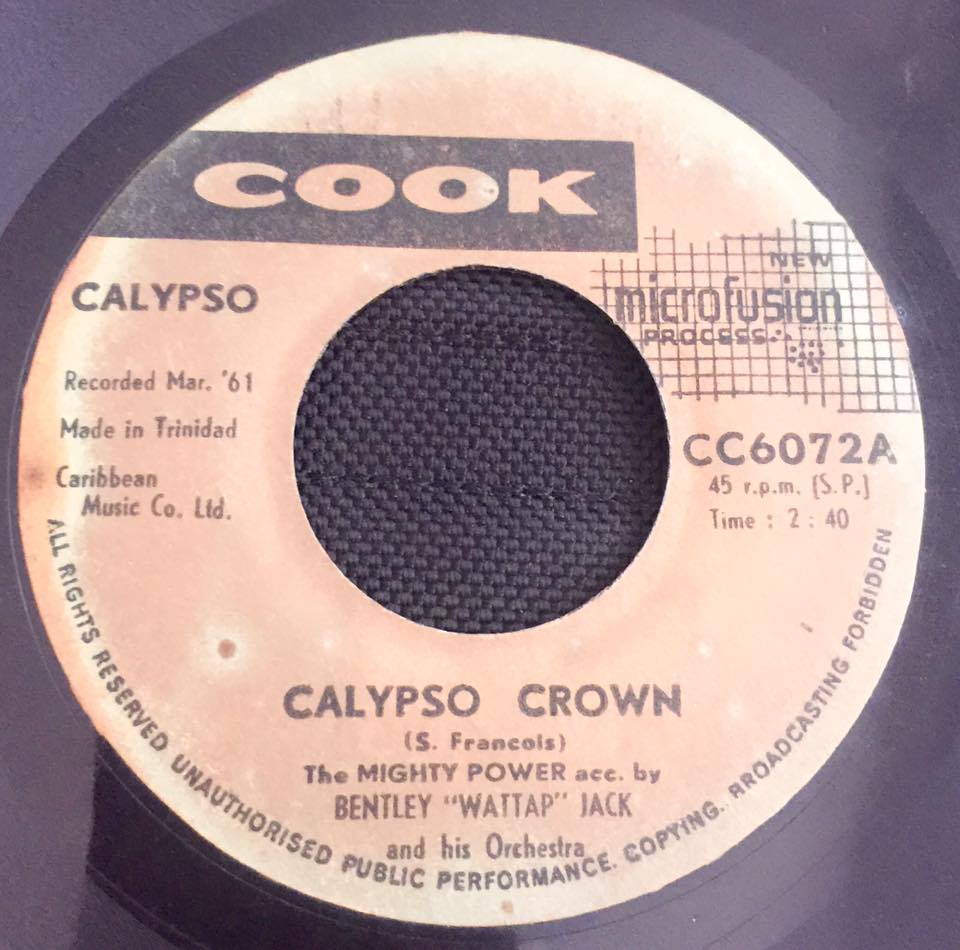 COOK
NEW
microfusion
PROCESS
CALYPSO
Recorded Mar. '61
Made in Trinidad
Caribbean
Music Co. Ltd.
CC6072A
45 r.p.m. [S.P.]
Time : 2 : 40
CALYPSO CROWN
(S. Francois)
The MIGHTY POWER acc. by
BENTLEY "WATTAP" JACK
and his Orchestra
ALL RIGHTS RESERVED UNAUTHORISED PUBLIC PERFORMANCE. COPYING. BROADCASTING FORBIDDEN